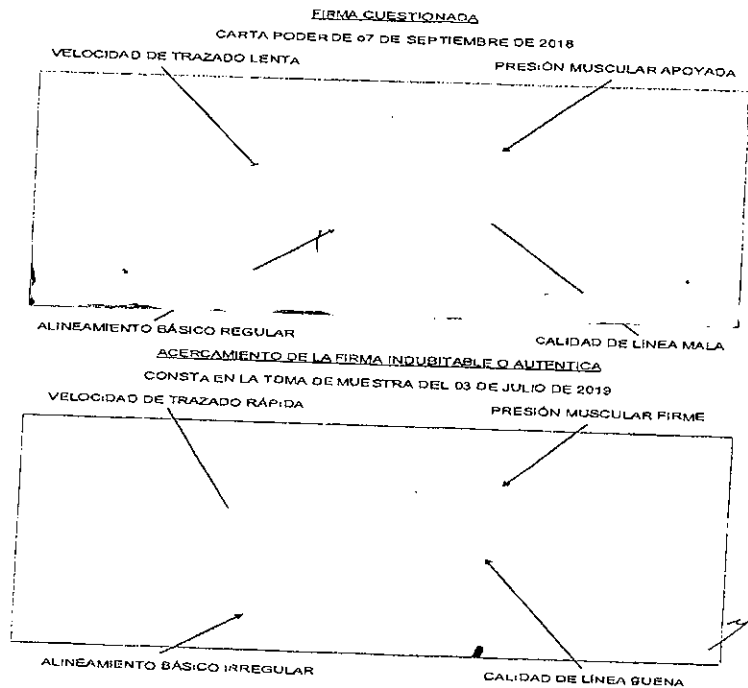 FIRMA CUESTIONADA
CARTA PODER DE 07 DE SEPTIEMBRE DE 2018
VELOCIDAD DE TRAZADO LENTA
PRESIÓN MUSCULAR APOYADA
ALINEAMIENTO BÁSICO REGULAR
CALIDAD DE LÍNEA MALA
ACERCAMIENTO DE LA FIRMA INDUBITABLE O AUTENTICA
CONSTA EN LA TOMA DE MUESTRA DEL 03 DE JULIO DE 2019
VELOCIDAD DE TRAZADO RÁPIDA
PRESIÓN MUSCULAR FIRME
ALINEAMIENTO BÁSICO IRREGULAR
CALIDAD DE LÍNEA BUENA